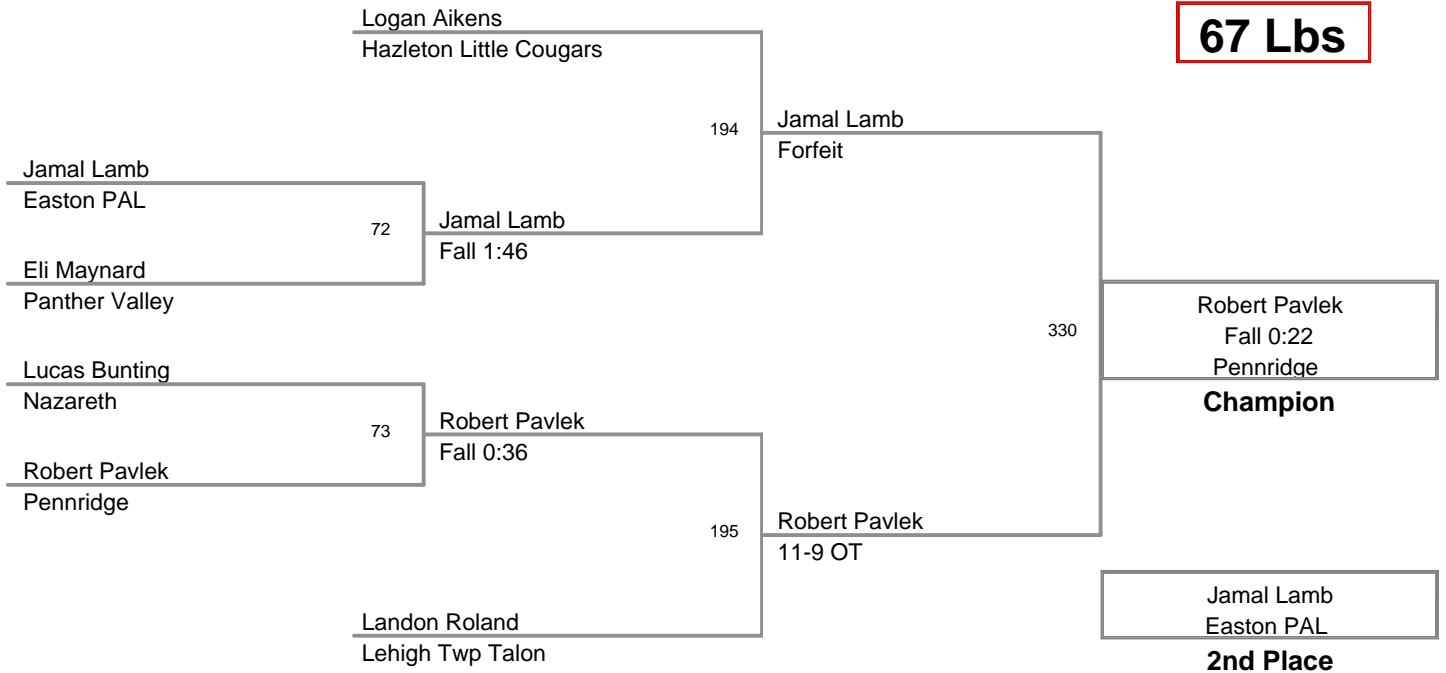 67 Lbs
Logan Aikens
Hazleton Little Cougars
194
Jamal Lamb
Forfeit
Jamal Lamb
Easton PAL
72
Jamal Lamb
Fall 1:46
Eli Maynard
Panther Valley
330
Robert Pavlek
Fall 0:22
Pennridge
Champion
Lucas Bunting
Nazareth
73
Robert Pavlek
Fall 0:36
Robert Pavlek
Pennridge
195
Robert Pavlek
11-9 OT
Landon Roland
Lehigh Twp Talon
Jamal Lamb
Easton PAL
2nd Place